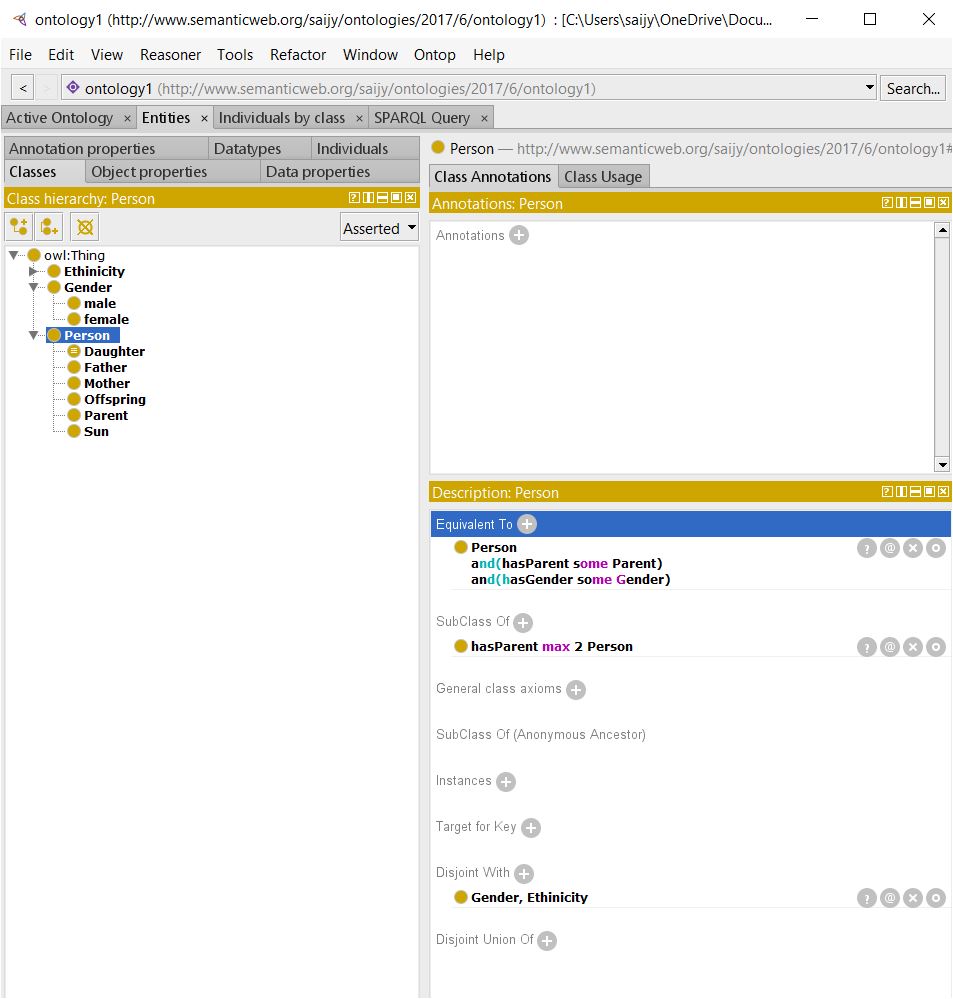 ontology1 (http://www.semanticweb.org/saijy/ontologies/2017/6/ontology1) : [C:\Users\saijy\OneDrive\Docu...
File Edit View Reasoner Tools Refactor Window Ontop Help
< > ontology1 (http://www.semanticweb.org/saijy/ontologies/2017/6/ontology1) Search...
Active Ontology × Entities × Individuals by class × SPARQL Query ×
Annotation properties Datatypes Individuals
Classes Object properties Data properties
Class hierarchy: Person
Asserted
owl:Thing
Ethinicity
Gender
male
female
Person
Daughter
Father
Mother
Offspring
Parent
Sun
Person — http://www.semanticweb.org/saijy/ontologies/2017/6/ontology1#
Class Annotations Class Usage
Annotations: Person
Annotations
Description: Person
Equivalent To
Person
and(hasParent some Parent)
and(hasGender some Gender)
SubClass Of
hasParent max 2 Person
General class axioms
SubClass Of (Anonymous Ancestor)
Instances
Target for Key
Disjoint With
Gender, Ethinicity
Disjoint Union Of